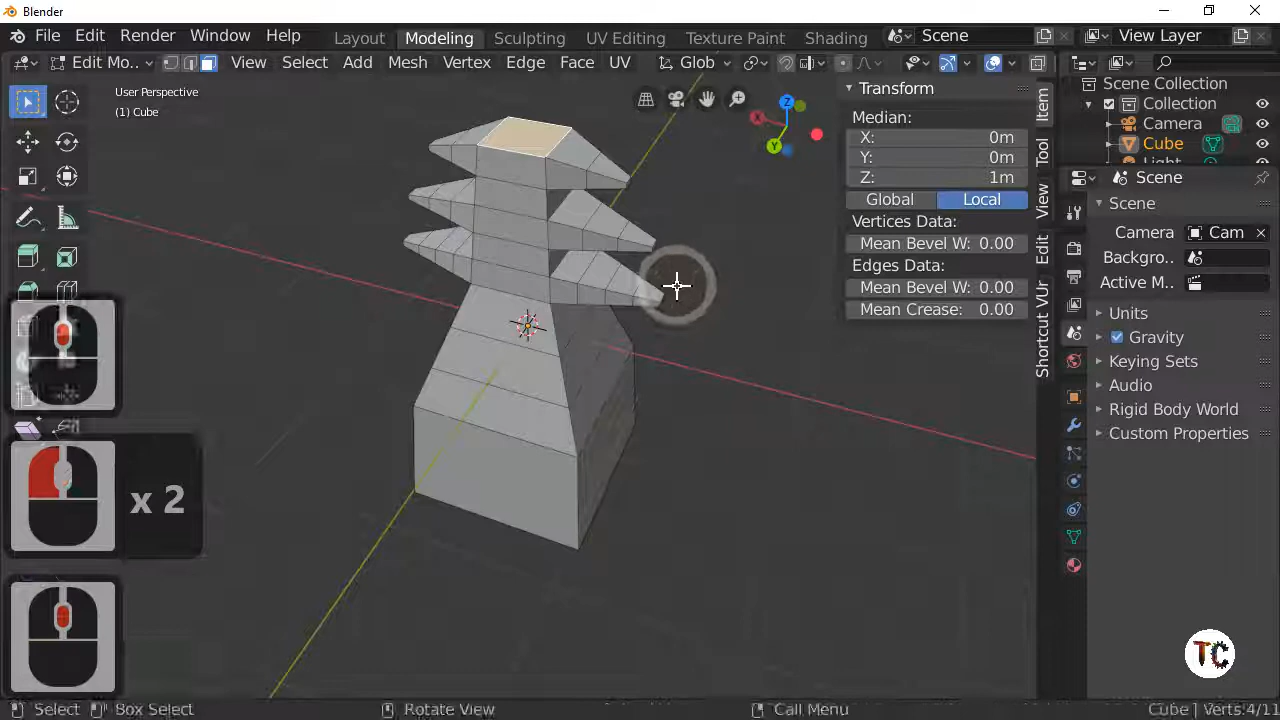 Blender
File Edit Render Window Help
Layout Modeling Sculpting UV Editing Texture Paint Shading
Scene
View Layer
Edit Mo..
View Select Add Mesh Vertex Edge Face UV
Glob
User Perspective
(1) Cube
X
Y
Z
Transform
Median:
X: 0m
Y: 0m
Z: 1m
Global Local
Vertices Data:
Mean Bevel W: 0.00
Edges Data:
Mean Bevel W: 0.00
Mean Crease: 0.00
Item
Tool
View
Edit
Shortcut VUr
Scene Collection
Collection
Camera
Cube
Light
Scene
Scene
Camera Cam
Backgro..
Active M..
Units
Gravity
Keying Sets
Audio
Rigid Body World
Custom Properties
x 2
TC
Select Box Select Rotate View Call Menu Cube | Verts:4/11